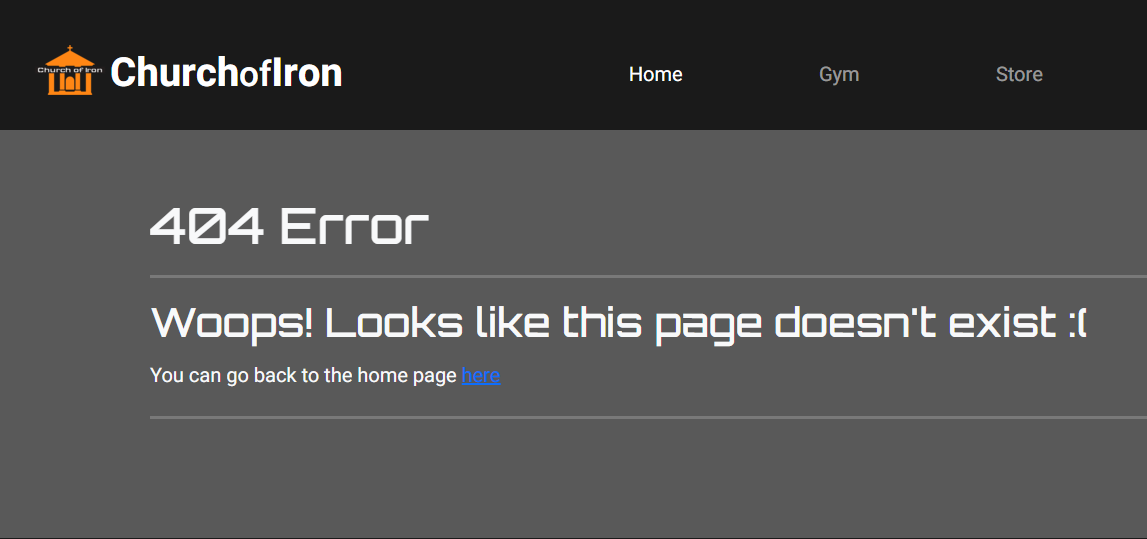 Church of Iron
ChurchofIron
Home
Gym
Store
404 Error
Woops! Looks like this page doesn't exist :(
You can go back to the home page here